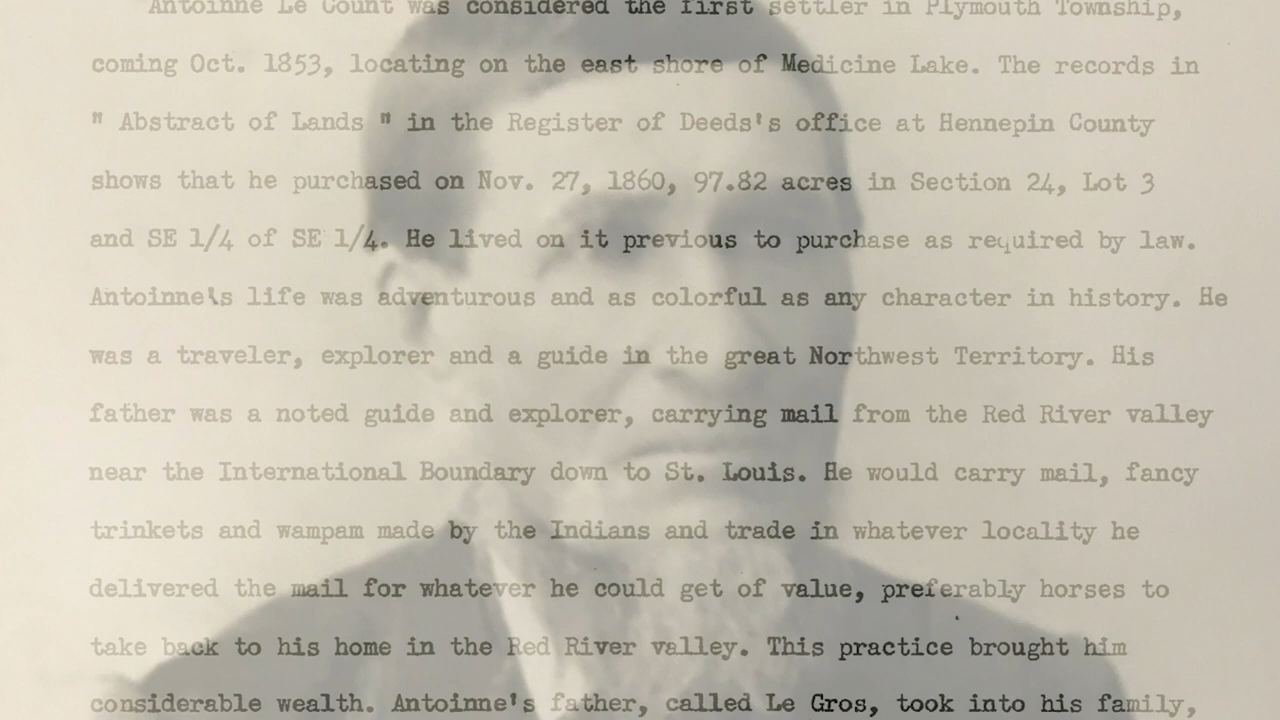 Antoinne Le Count was considered the first settler in Plymouth Township,
coming Oct. 1853, locating on the east shore of Medicine Lake. The records in
" Abstract of Lands " in the Register of Deeds's office at Hennepin County
shows that he purchased on Nov. 27, 1860, 97.82 acres in Section 24, Lot 3
and SE 1/4 of SE 1/4. He lived on it previous to purchase as required by law.
Antoinne's life was adventurous and as colorful as any character in history. He
was a traveler, explorer and a guide in the great Northwest Territory. His
father was a noted guide and explorer, carrying mail from the Red River valley
near the International Boundary down to St. Louis. He would carry mail, fancy
trinkets and wampam made by the Indians and trade in whatever locality he
delivered the mail for whatever he could get of value, preferably horses to
take back to his home in the Red River valley. This practice brought him
considerable wealth. Antoinne's father, called Le Gros, took into his family,